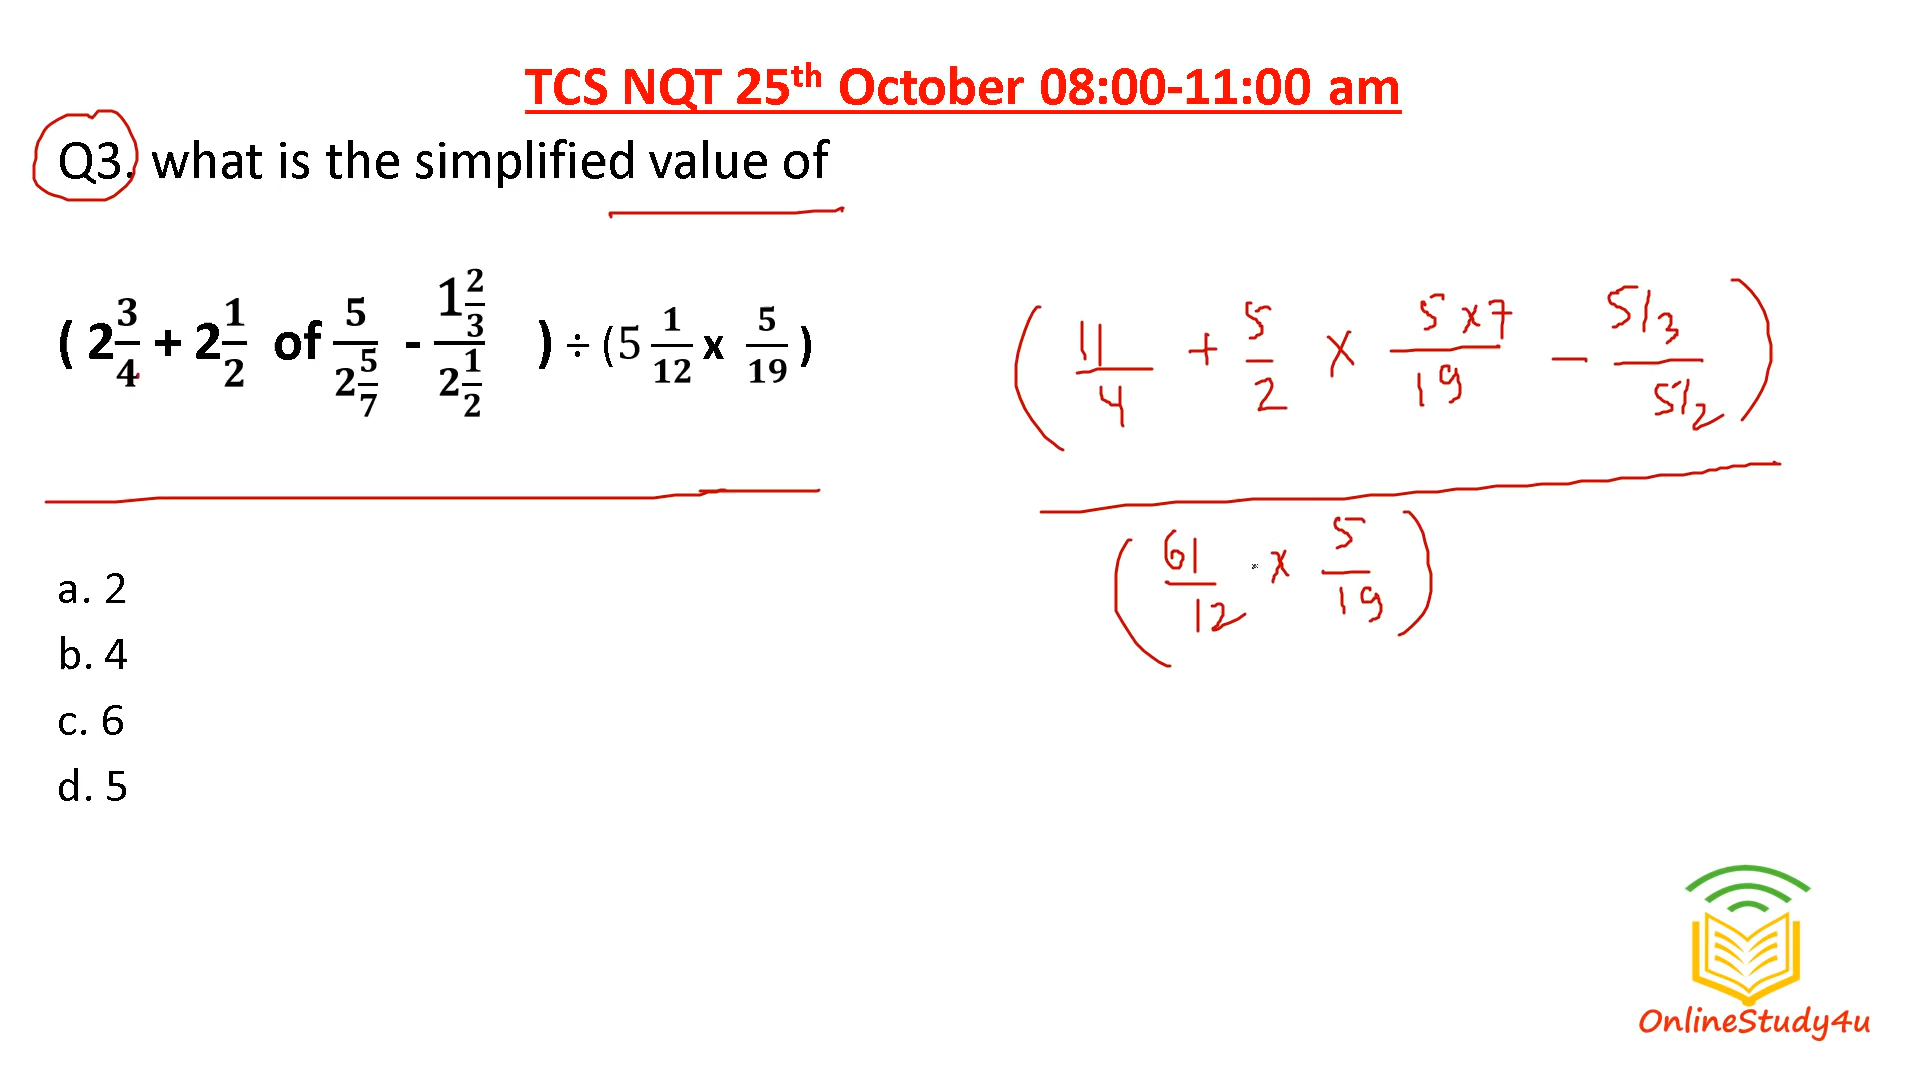 TCS NQT 25th October 08:00-11:00 am
Q3. what is the simplified value of
( 2 3/4 + 2 1/2 of 5/(2 5/7) - (1 2/3)/(2 1/2) ) ÷ (5 1/12 x 5/19 )
( 11/4 + 5/2 x 5x7/19 - 5/3 / 5/2 )
( 61/12 x 5/19 )
a. 2
b. 4
c. 6
d. 5
OnlineStudy4u